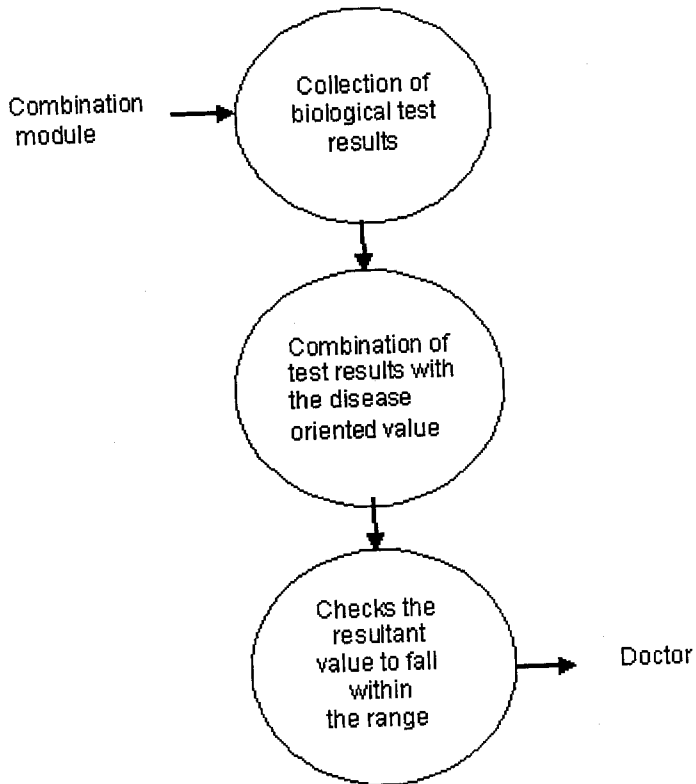 Collection of
biological test
results
Combination
module
Combination of
test results with
the disease
oriented value
Checks the
resultant
value to fall
within
the range
Doctor